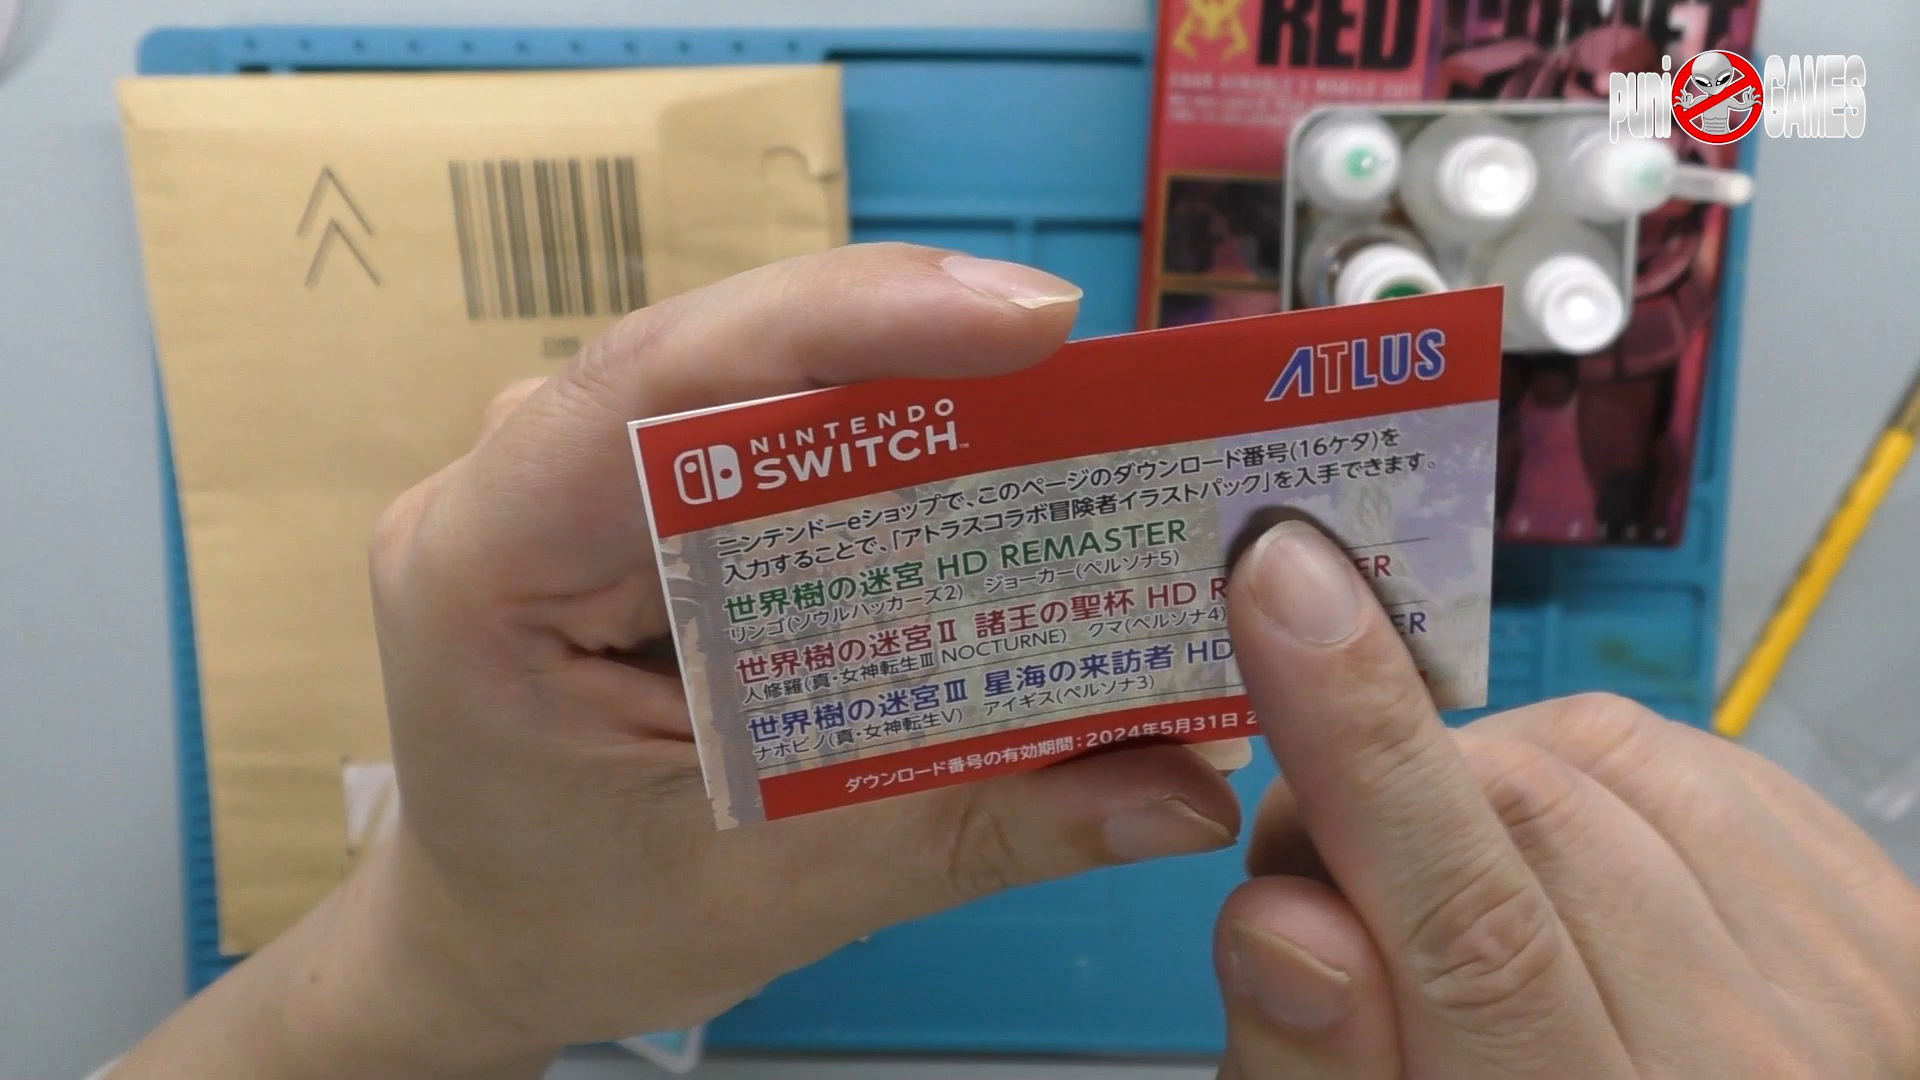 RED COMET
puni GAMES
ATLUS
NINTENDO
SWITCH
ニンテンドーeショップで、このページのダウンロード番号(16ケタ)を
入力することで、「アトラスコラボ冒険者イラストパック」を入手できます。
世界樹の迷宮 HD REMASTER
リンゴ(ソウルハッカーズ2) ジョーカー(ペルソナ5)
世界樹の迷宮Ⅱ 諸王の聖杯 HD R ER
人修羅(真・女神転生Ⅲ NOCTURNE) クマ(ペルソナ4)
世界樹の迷宮Ⅲ 星海の来訪者 HD ER
ナホビノ(真・女神転生Ⅴ) アイギス(ペルソナ3)
ダウンロード番号の有効期間:2024年5月31日 2